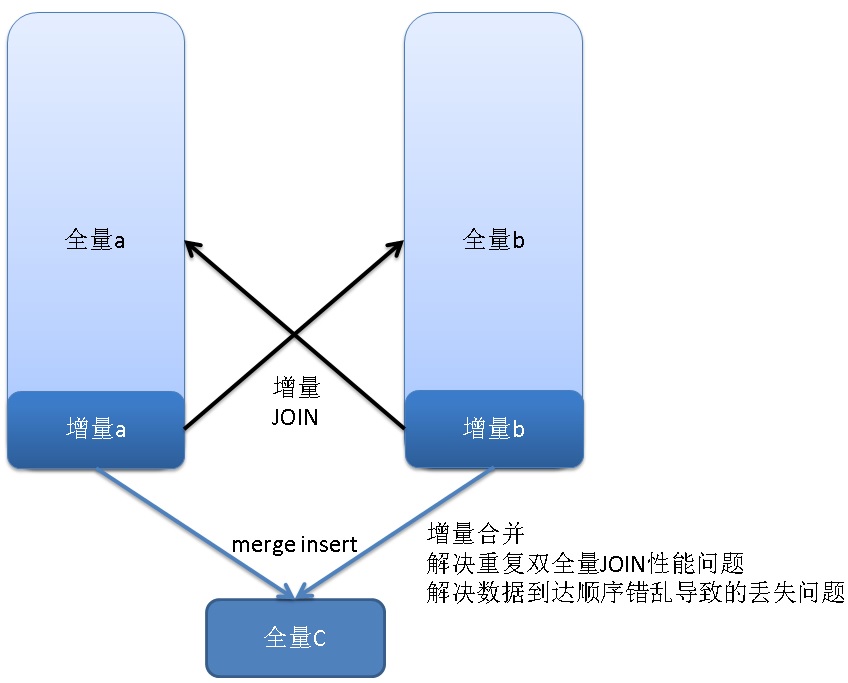 全量a
全量b
增量
JOIN
增量a
增量b
merge insert
增量合并
解决重复双全量JOIN性能问题
解决数据到达顺序错乱导致的丢失问题
全量C